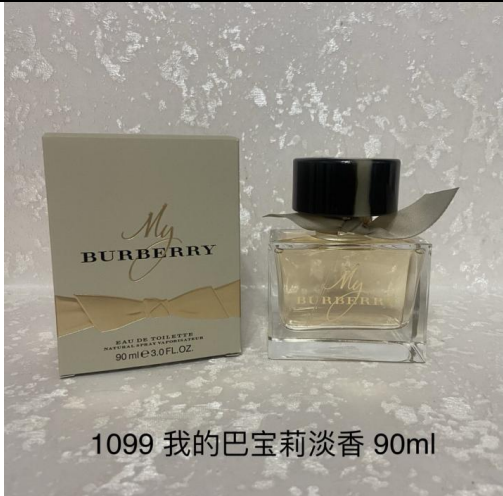 My
BURBERRY
EAU DE TOILETTE
NATURAL SPRAY VAPORISATEUR
90 ml e 3.0 FL.OZ.
My
BURBERRY
1099 我的巴宝莉淡香 90ml